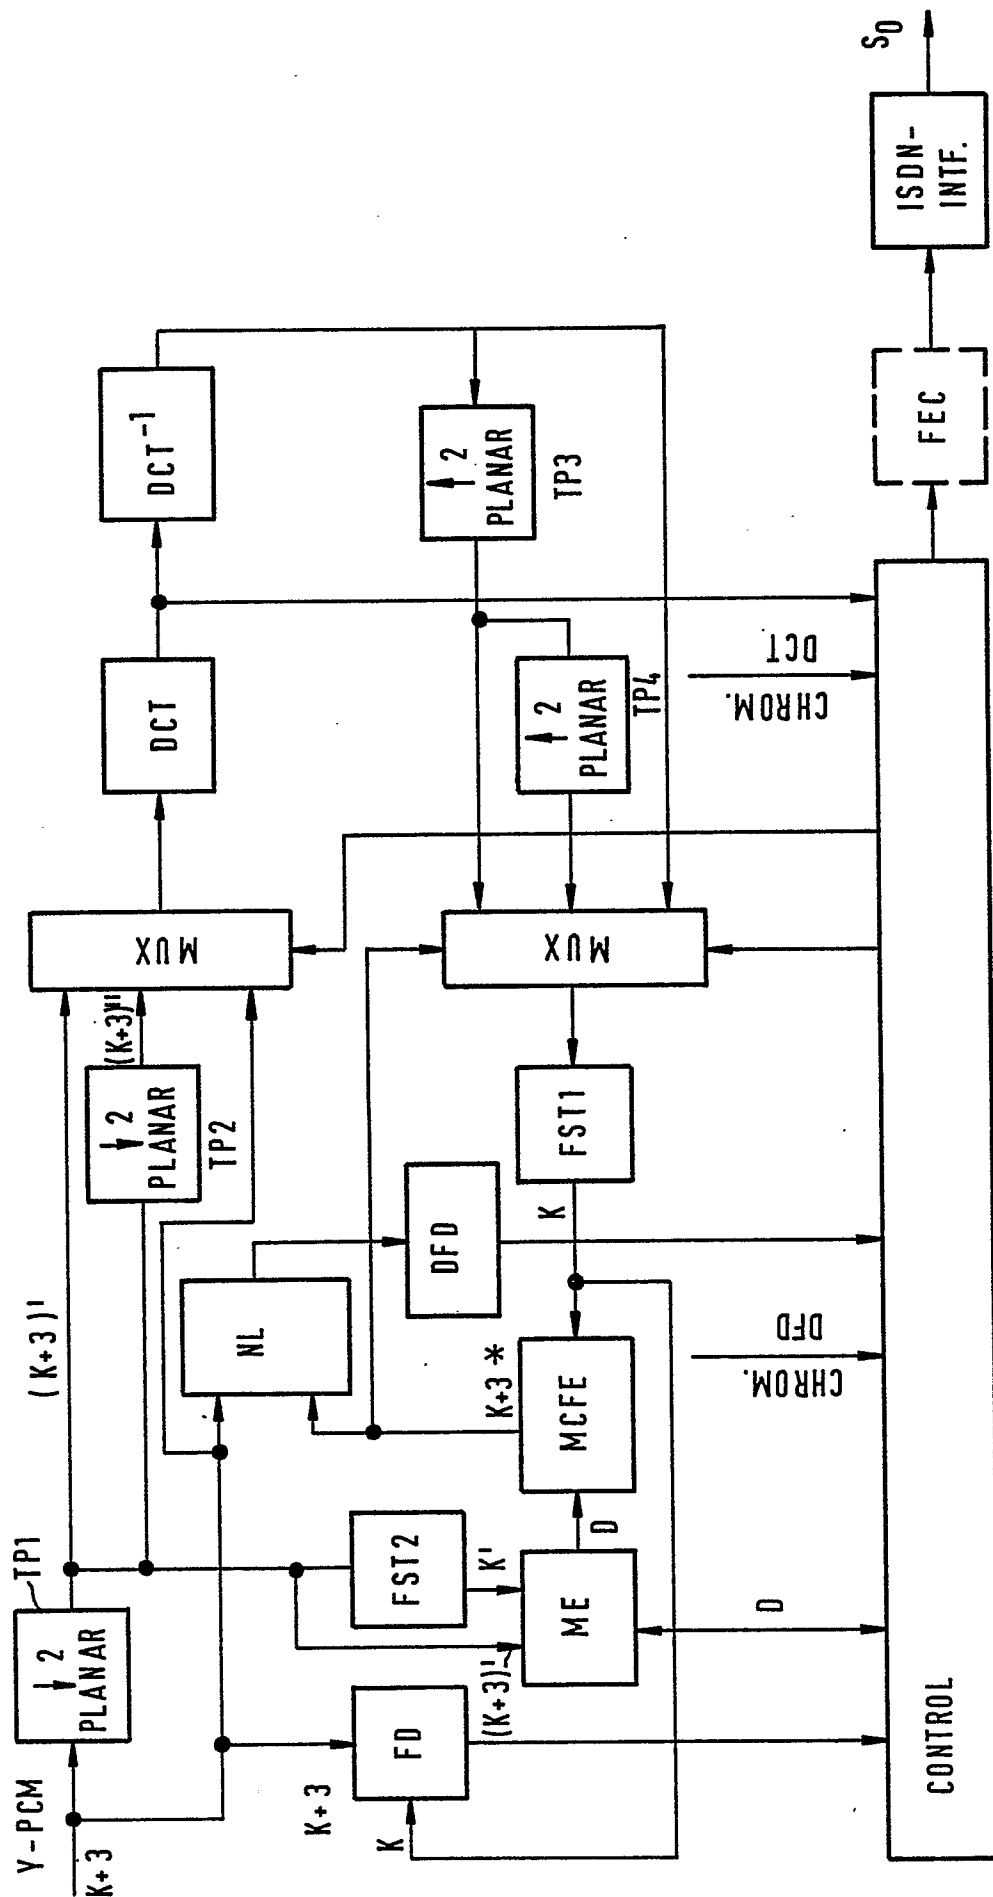 Y-PCM
K+3
↓2
PLANAR
TP1
(K+3)'
↓2
PLANAR
TP2
(K+3)"
MUX
DCT
DCT⁻¹
NL
DFD
K+3
K
FD
FST2
K'
(K+3)'
ME
D
MCFE
K+3 *
K
FST1
MUX
↑2
PLANAR
TP3
↑2
PLANAR
TP4
D
CHROM.
DFD
CHROM.
DCT
CONTROL
FEC
ISDN-
INTF.
S0